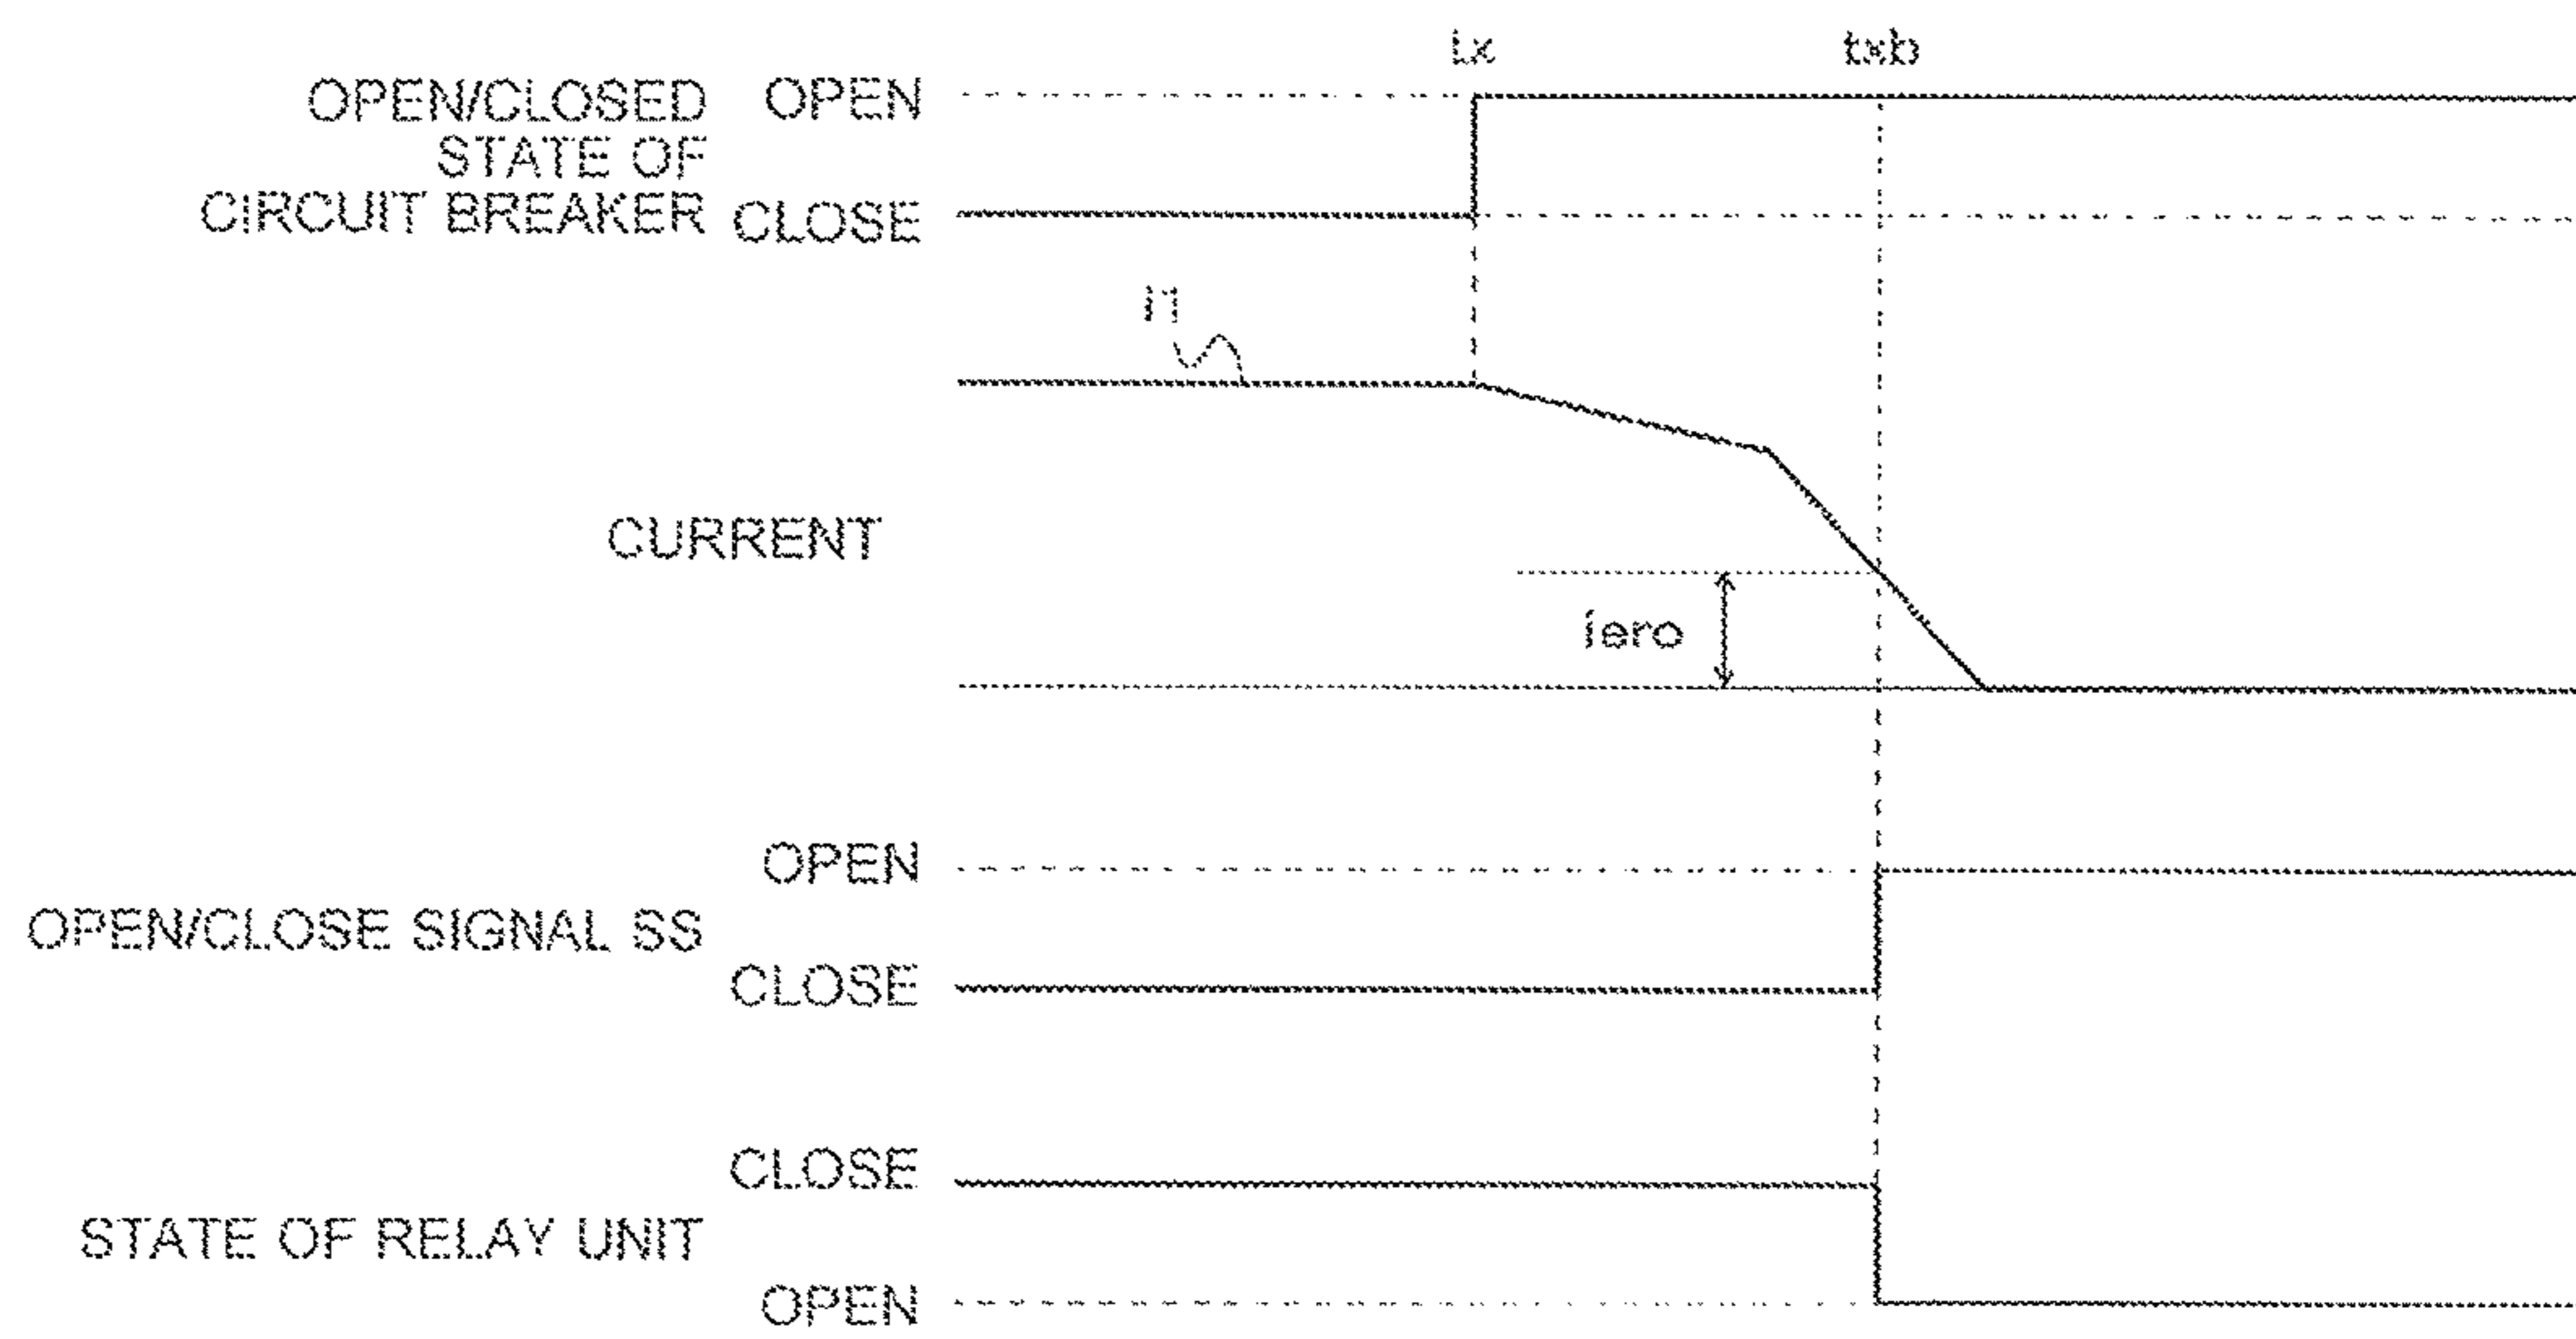 tx txb
OPEN/CLOSED OPEN
STATE OF
CIRCUIT BREAKER CLOSE
i1
CURRENT
iero
OPEN
OPEN/CLOSE SIGNAL SS
CLOSE
CLOSE
STATE OF RELAY UNIT
OPEN